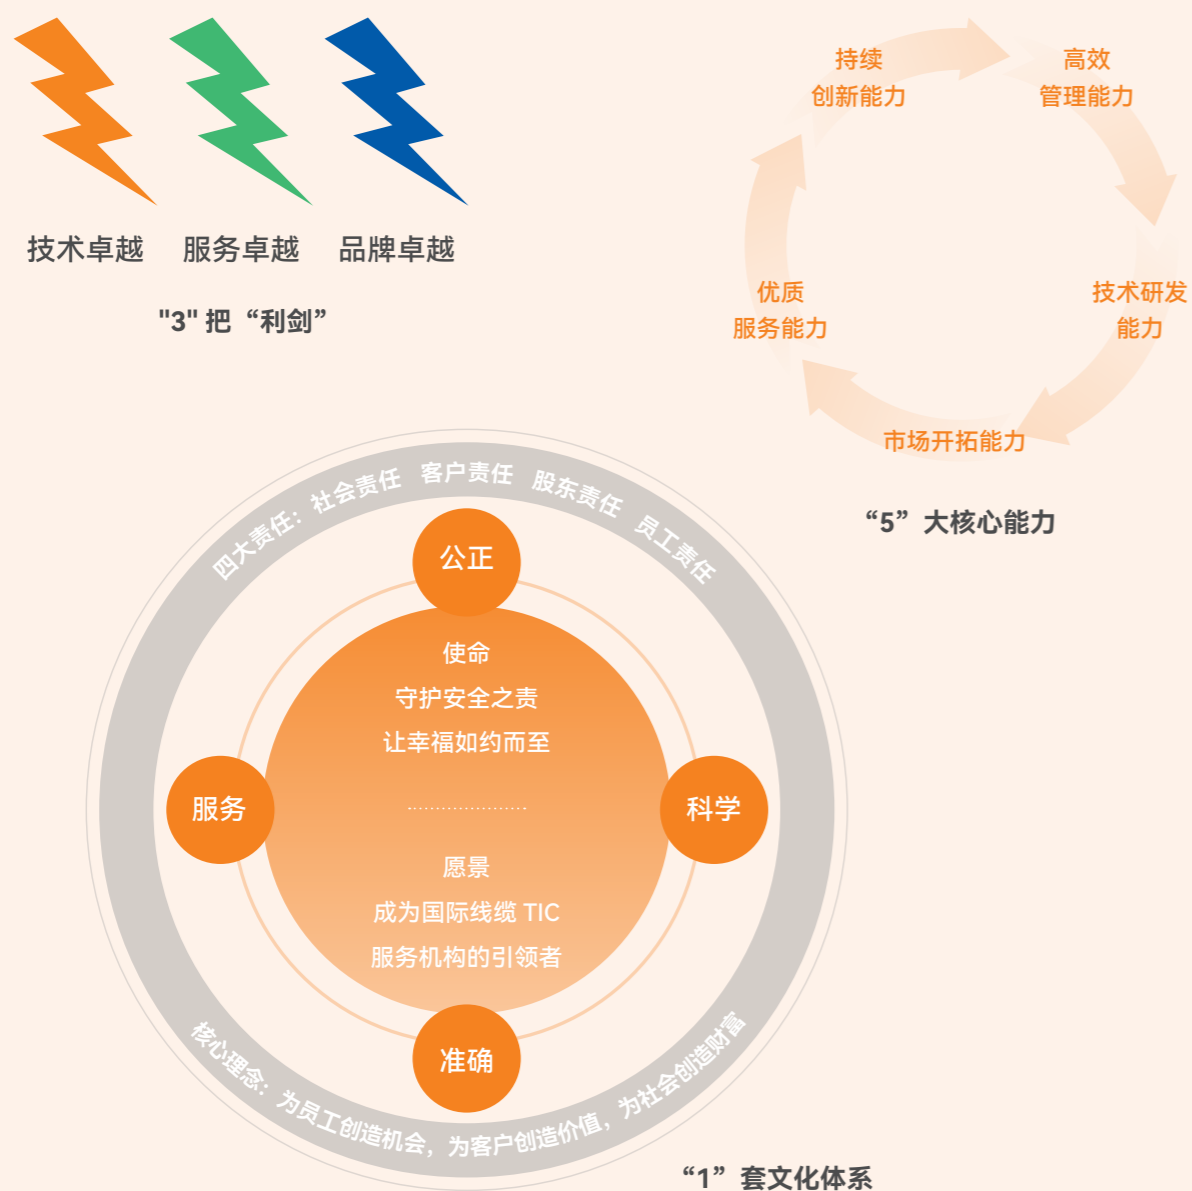 技术卓越
服务卓越
品牌卓越
"3" 把“利剑”
持续
创新能力
高效
管理能力
技术研发
能力
市场开拓能力
优质
服务能力
“5”大核心能力
四大责任：社会责任 客户责任 股东责任 员工责任
公正
使命
守护安全之责
让幸福如约而至
服务
科学
愿景
成为国际线缆 TIC
服务机构的引领者
准确
核心理念：为员工创造机会，为客户创造价值，为社会创造财富
“1”套文化体系